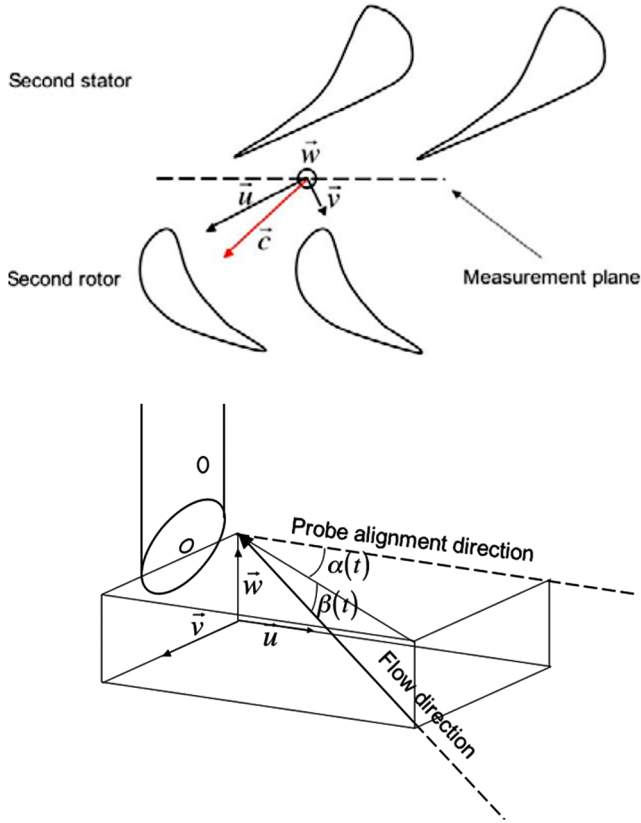 Second stator
w⃗
u⃗
v⃗
c⃗
Second rotor
Measurement plane
Probe alignment direction
α(t)
w⃗
β(t)
v⃗
u⃗
Flow direction